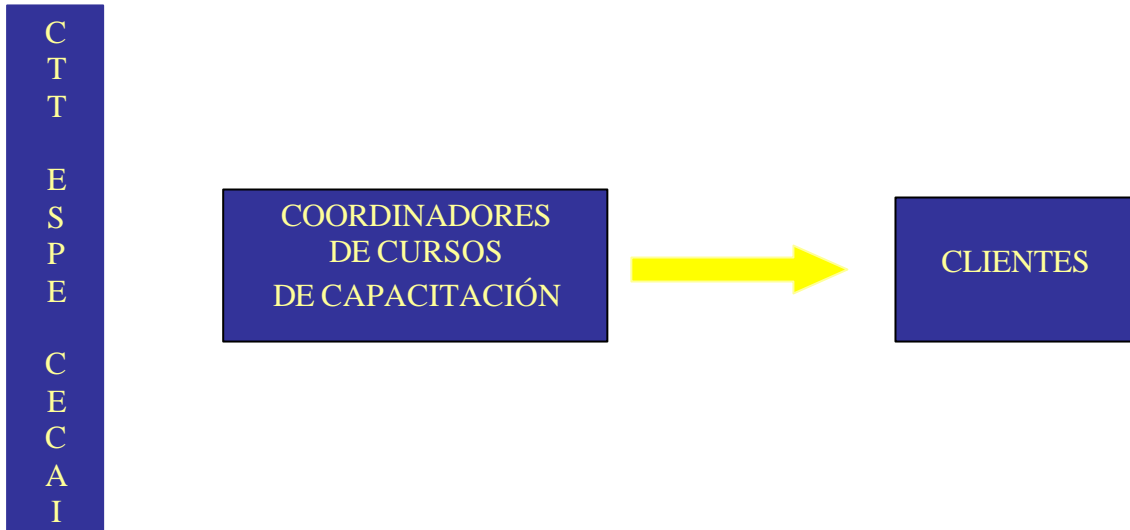 C
T
T
E
S
P
E
C
E
C
A
I
COORDINADORES
DE CURSOS
DE CAPACITACIÓN
CLIENTES